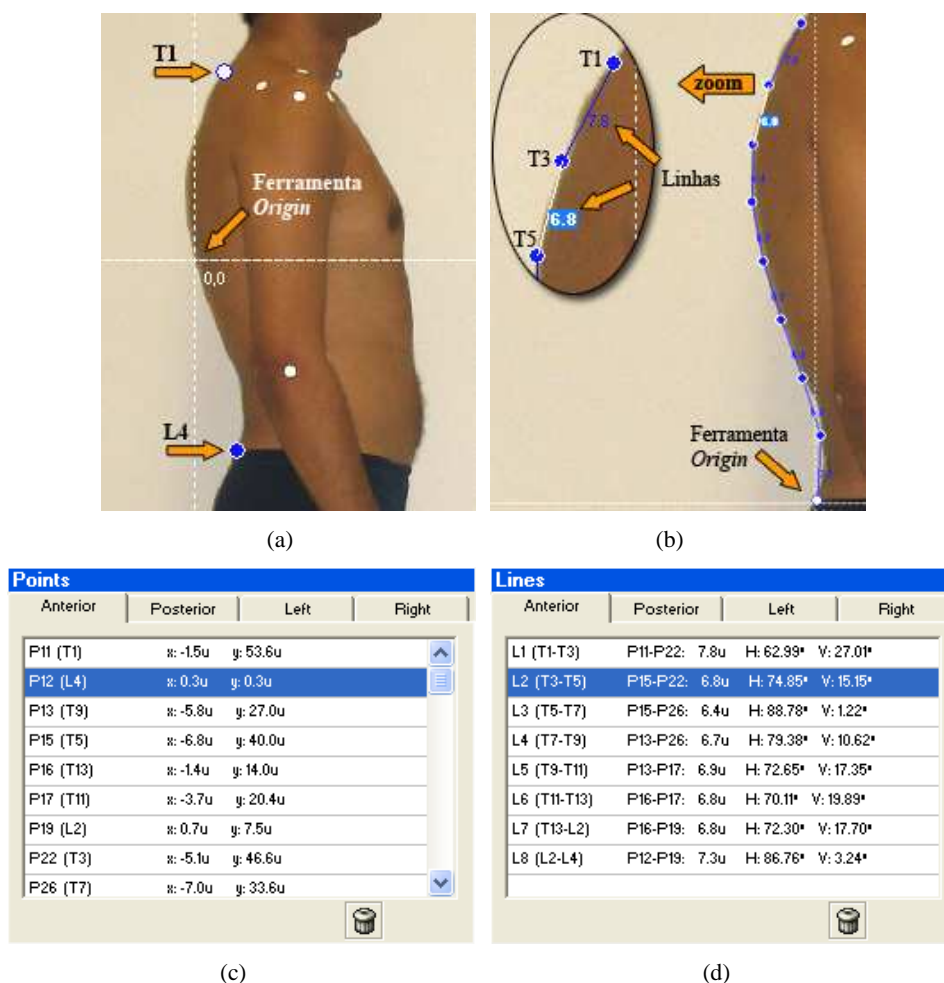 T1
Ferramenta
Origin
0,0
L4
(a)
T1
7.8
T3
6.8
T5
zoom
Linhas
6.8
Ferramenta
Origin
(b)
Points
Anterior Posterior Left Right
P11 (T1) x: -1.5u y: 53.6u
P12 (L4) x: 0.3u y: 0.3u
P13 (T9) x: -5.8u y: 27.0u
P15 (T5) x: -6.8u y: 40.0u
P16 (T13) x: -1.4u y: 14.0u
P17 (T11) x: -3.7u y: 20.4u
P19 (L2) x: 0.7u y: 7.5u
P22 (T3) x: -5.1u y: 46.6u
P26 (T7) x: -7.0u y: 33.6u
(c)
Lines
Anterior Posterior Left Right
L1 (T1-T3) P11-P22: 7.8u H: 62.99° V: 27.01°
L2 (T3-T5) P15-P22: 6.8u H: 74.85° V: 15.15°
L3 (T5-T7) P15-P26: 6.4u H: 88.78° V: 1.22°
L4 (T7-T9) P13-P26: 6.7u H: 79.38° V: 10.62°
L5 (T9-T11) P13-P17: 6.9u H: 72.65° V: 17.35°
L6 (T11-T13) P16-P17: 6.8u H: 70.11° V: 19.89°
L7 (T13-L2) P16-P19: 6.8u H: 72.30° V: 17.70°
L8 (L2-L4) P12-P19: 7.3u H: 86.76° V: 3.24°
(d)